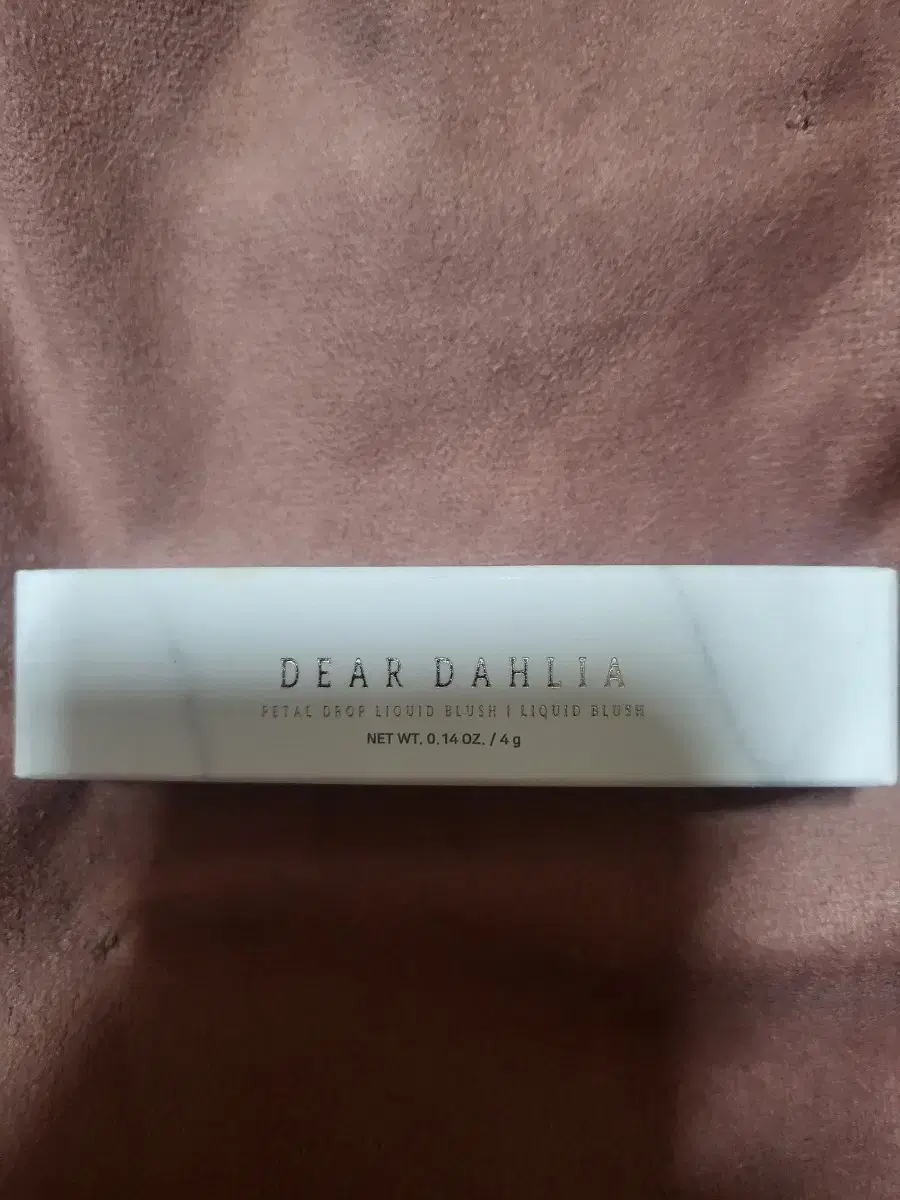 DEAR DAHLIA
PETAL DROP LIQUID BLUSH | LIQUID BLUSH
NET WT. 0.14 OZ. / 4 g